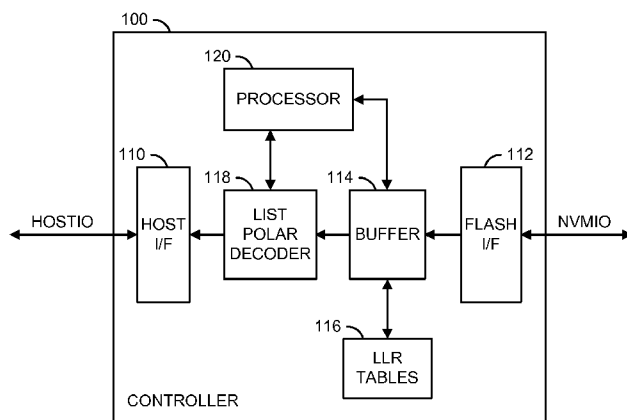 100
120
PROCESSOR
110
118
114
112
HOSTIO
HOST
I/F
LIST
POLAR
DECODER
BUFFER
FLASH
I/F
NVMIO
116
LLR
TABLES
CONTROLLER